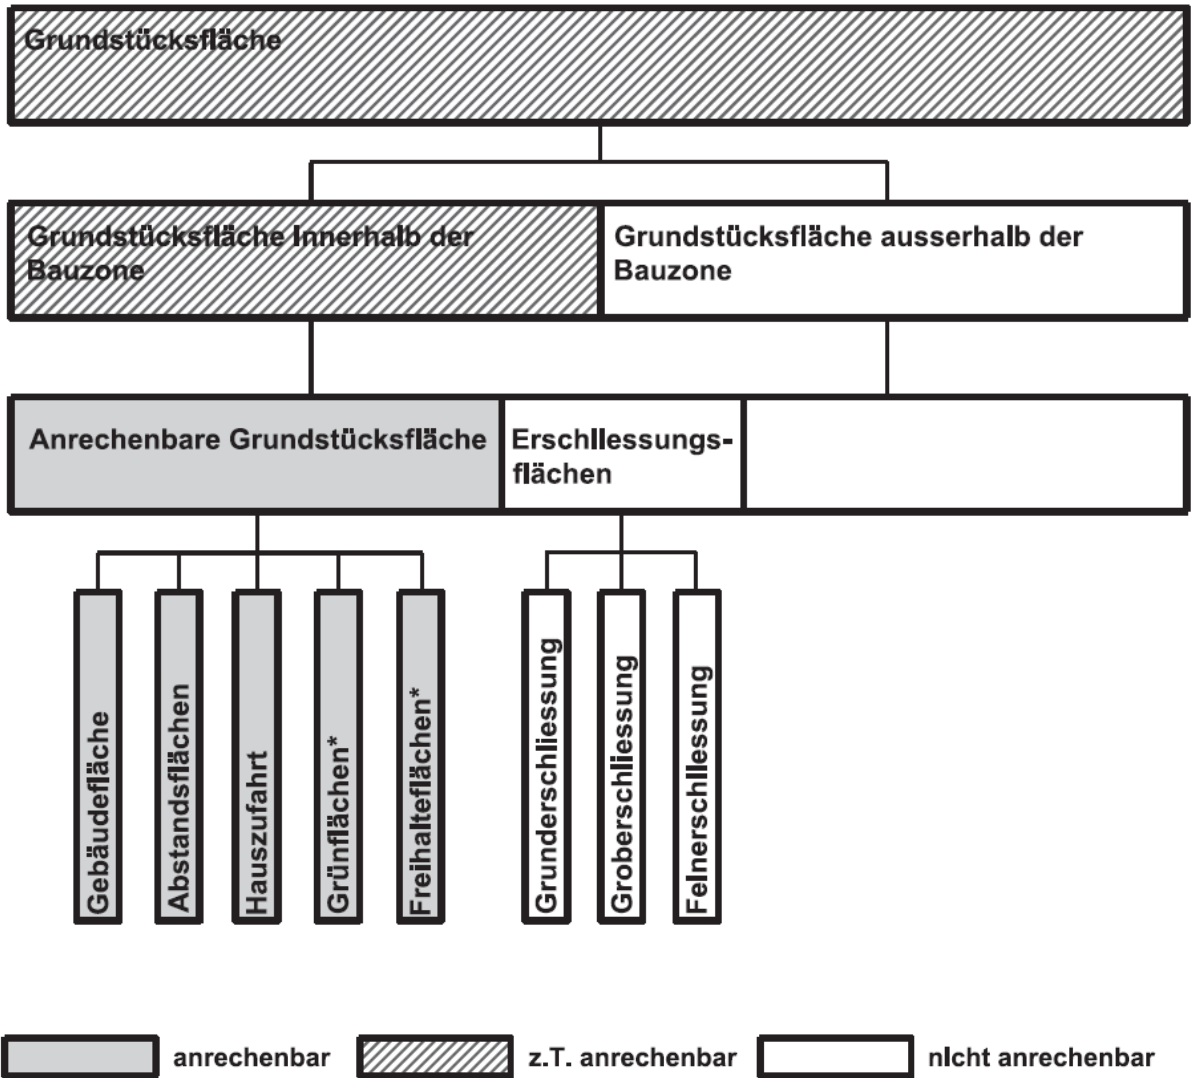 Grundstücksfläche
Grundstücksfläche innerhalb der
Bauzone
Grundstücksfläche ausserhalb der
Bauzone
Anrechenbare Grundstücksfläche
Erschliessungs-
flächen
Gebäudefläche
Abstandsflächen
Hauszufahrt
Grünflächen*
Freihalteflächen*
Grunderschliessung
Groberschliessung
Feinerschliessung
anrechenbar
z.T. anrechenbar
nicht anrechenbar